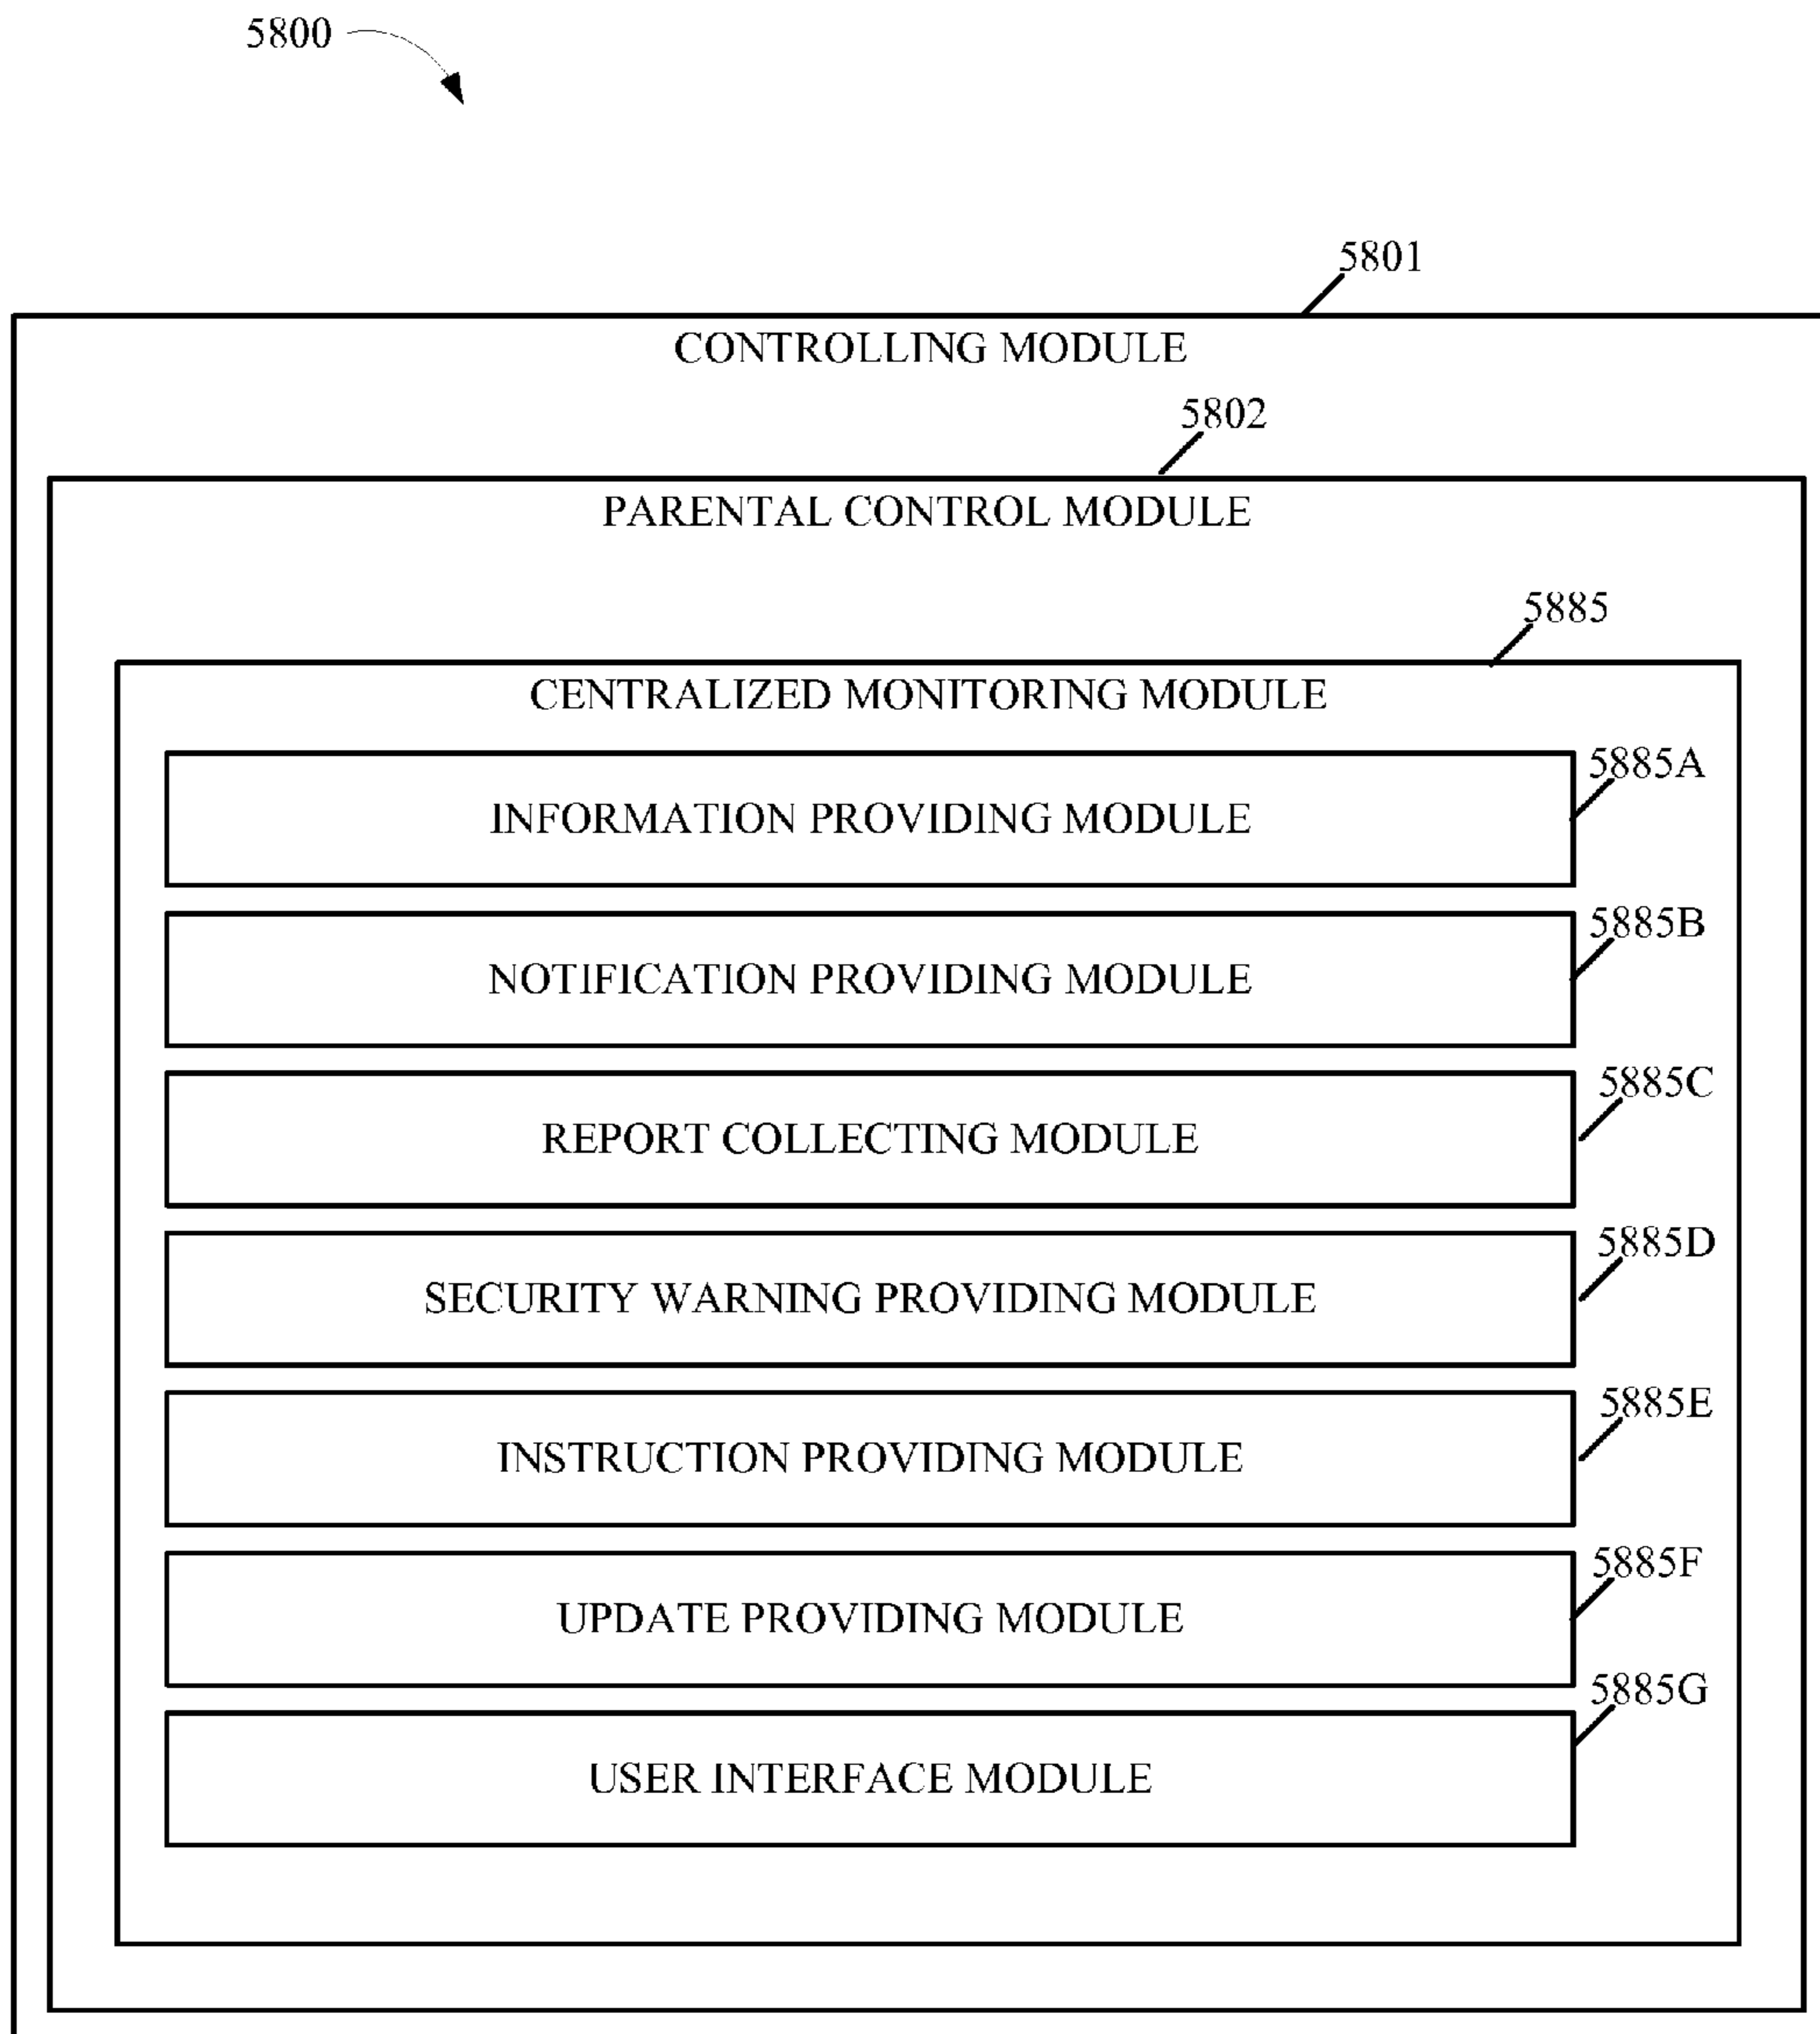 5800
5801
CONTROLLING MODULE
5802
PARENTAL CONTROL MODULE
5885
CENTRALIZED MONITORING MODULE
5885A
INFORMATION PROVIDING MODULE
5885B
NOTIFICATION PROVIDING MODULE
5885C
REPORT COLLECTING MODULE
5885D
SECURITY WARNING PROVIDING MODULE
5885E
INSTRUCTION PROVIDING MODULE
5885F
UPDATE PROVIDING MODULE
5885G
USER INTERFACE MODULE